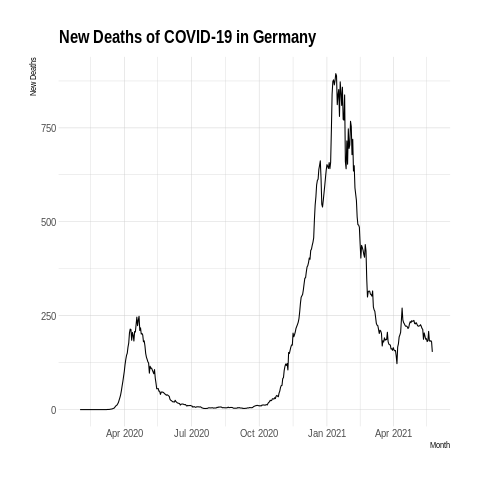 New Deaths of COVID-19 in Germany
New Deaths
750
500
250
0
Apr 2020 Jul 2020 Oct 2020 Jan 2021 Apr 2021
Month